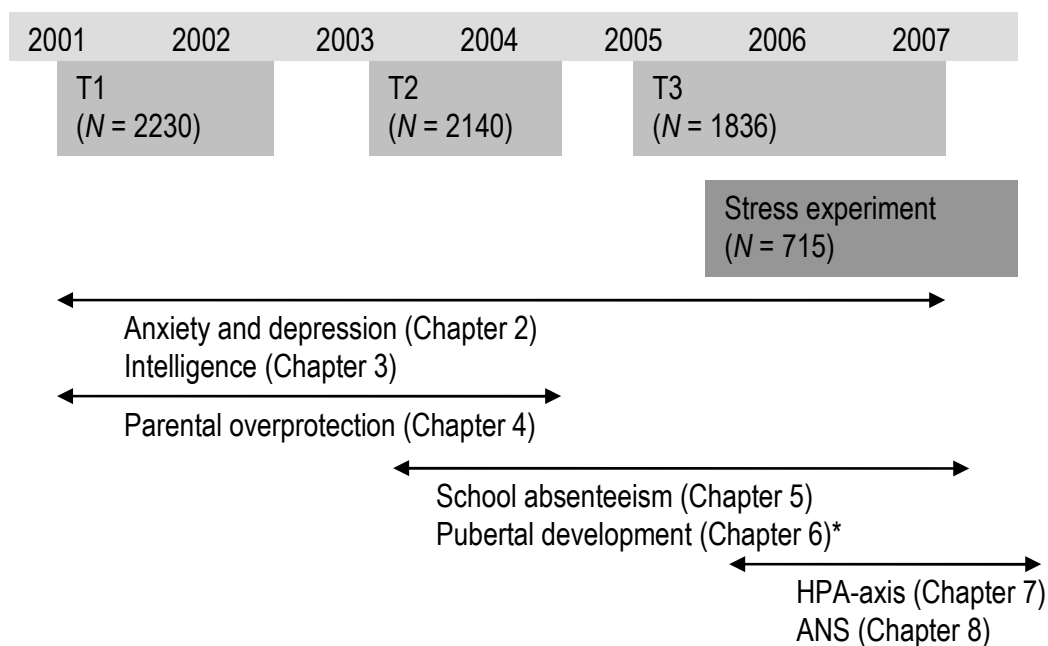 2001 2002 2003 2004 2005 2006 2007
T1 T2 T3
(N = 2230) (N = 2140) (N = 1836)
Stress experiment
(N = 715)
Anxiety and depression (Chapter 2)
Intelligence (Chapter 3)
Parental overprotection (Chapter 4)
School absenteeism (Chapter 5)
Pubertal development (Chapter 6)*
HPA-axis (Chapter 7)
ANS (Chapter 8)